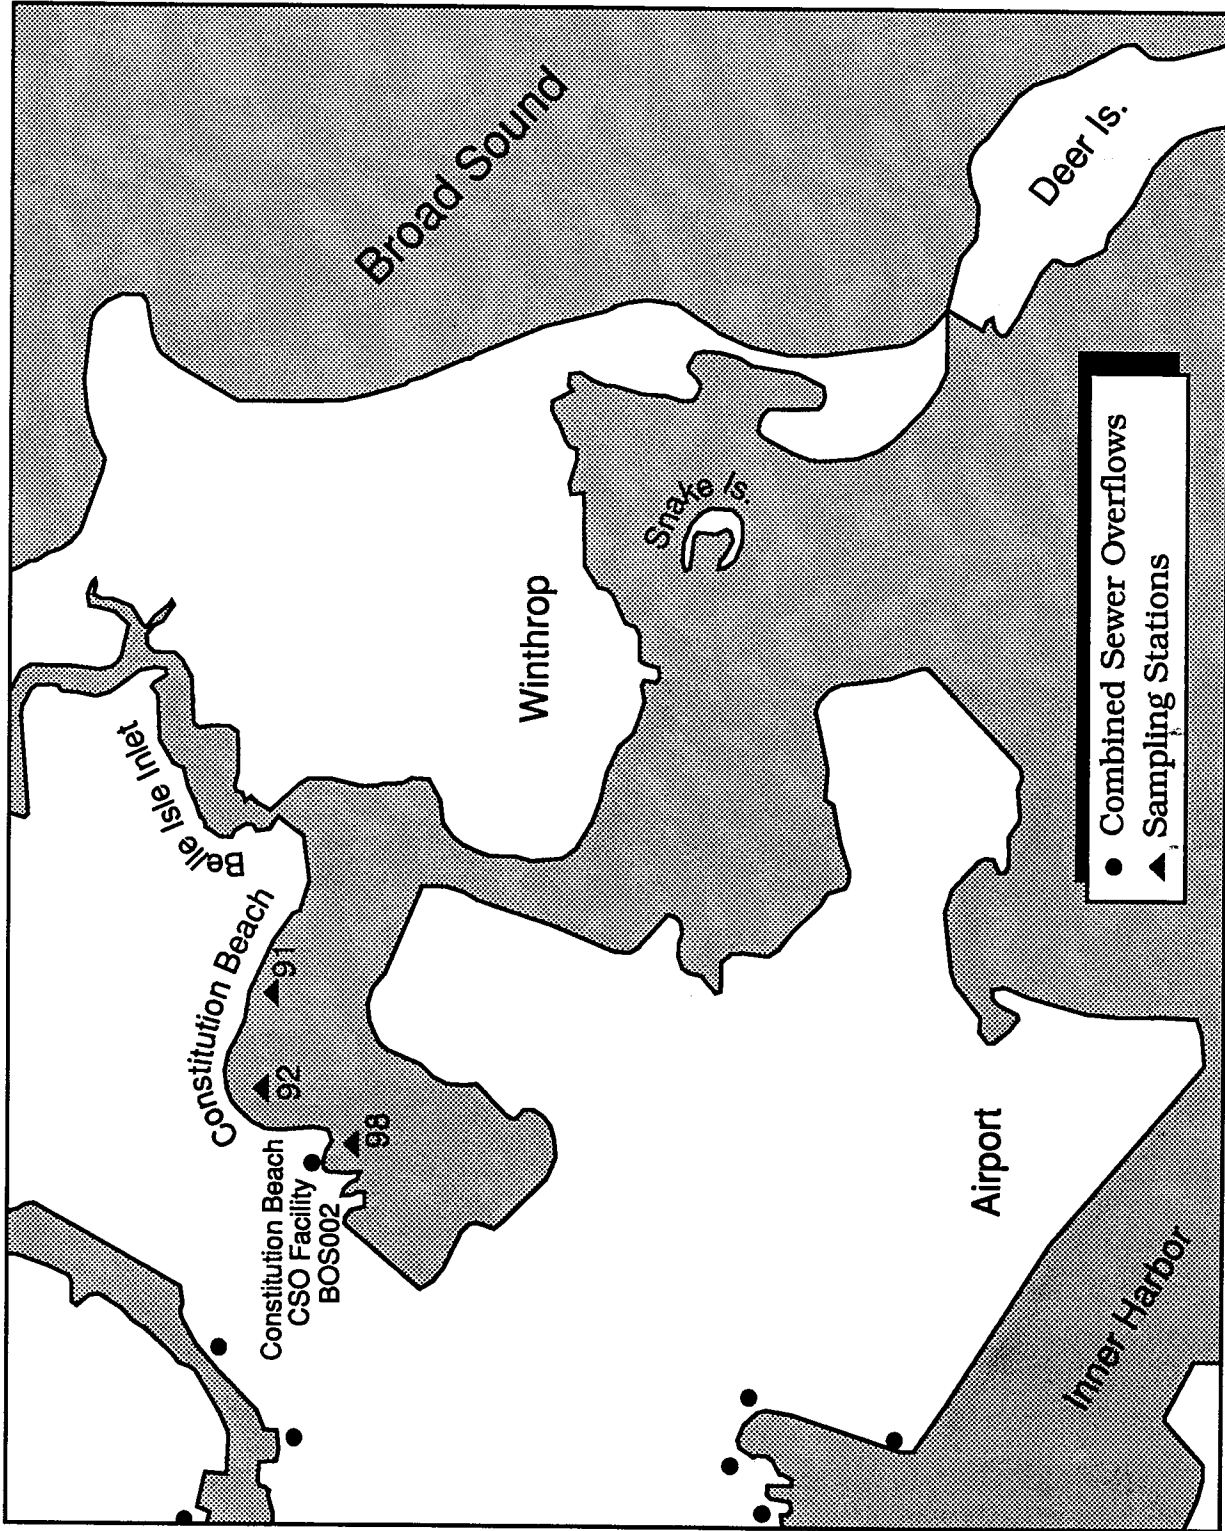 Belle Isle Inlet
Constitution Beach
91
92
98
Constitution Beach
CSO Facility
BOS002
Winthrop
Broad Sound
Snake Is.
Deer Is.
Airport
Inner Harbor
Combined Sewer Overflows
Sampling Stations